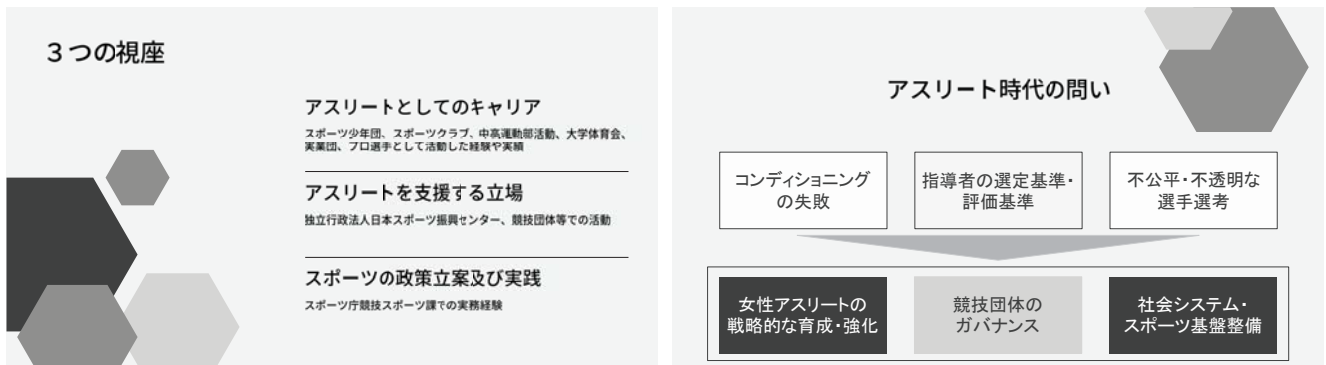 3つの視座
アスリートとしてのキャリア
スポーツ少年団、スポーツクラブ、中高運動部活動、大学体育会、
実業団、プロ選手として活動した経験や実績
アスリートを支援する立場
独立行政法人日本スポーツ振興センター、競技団体等での活動
スポーツの政策立案及び実践
スポーツ庁競技スポーツ課での実務経験
アスリート時代の問い
コンディショニング
の失敗
指導者の選定基準・
評価基準
不公平・不透明な
選手選考
女性アスリートの
戦略的な育成・強化
競技団体の
ガバナンス
社会システム・
スポーツ基盤整備